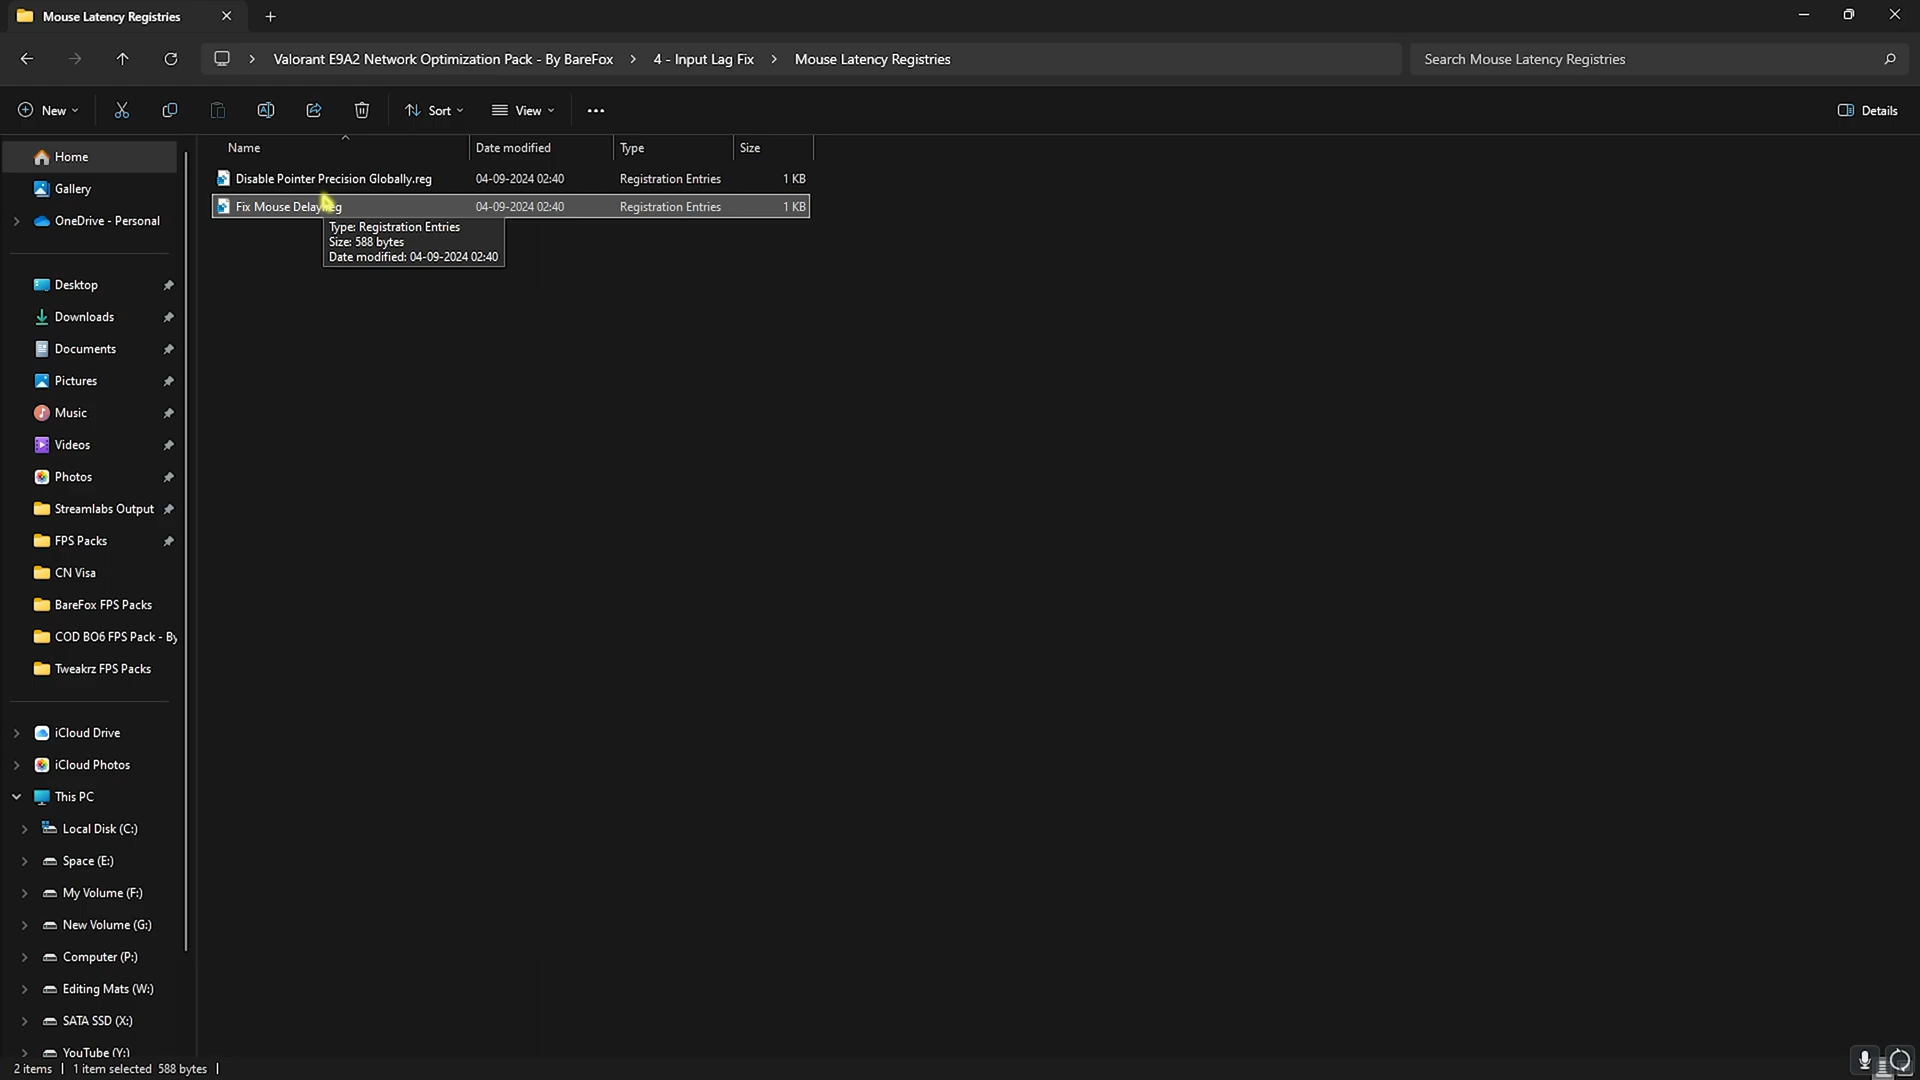 Mouse Latency Registries
Valorant E9A2 Network Optimization Pack - By BareFox > 4 - Input Lag Fix > Mouse Latency Registries
Search Mouse Latency Registries
New
Sort
View
Details
Name Date modified Type Size
Disable Pointer Precision Globally.reg 04-09-2024 02:40 Registration Entries 1 KB
Fix Mouse Delay.reg 04-09-2024 02:40 Registration Entries 1 KB
Type: Registration Entries
Size: 588 bytes
Date modified: 04-09-2024 02:40
Home
Gallery
OneDrive - Personal
Desktop
Downloads
Documents
Pictures
Music
Videos
Photos
Streamlabs Output
FPS Packs
CN Visa
BareFox FPS Packs
COD BO6 FPS Pack - By
Tweakrz FPS Packs
iCloud Drive
iCloud Photos
This PC
Local Disk (C:)
Space (E:)
My Volume (F:)
New Volume (G:)
Computer (P:)
Editing Mats (W:)
SATA SSD (X:)
YouTube (Y:)
2 items | 1 item selected 588 bytes |